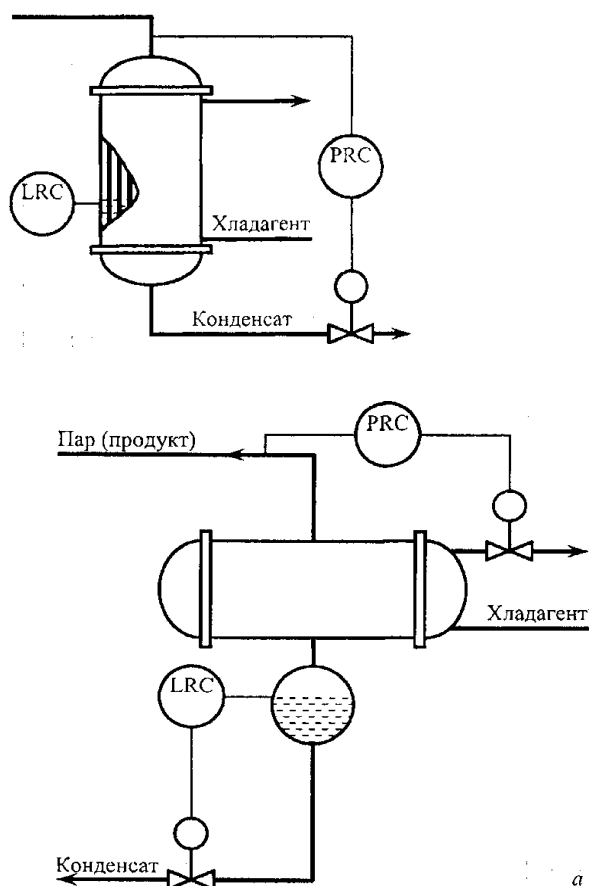 PRC
LRC
Хладагент
Конденсат
Пар (продукт)
PRC
Хладагент
LRC
Конденсат
а